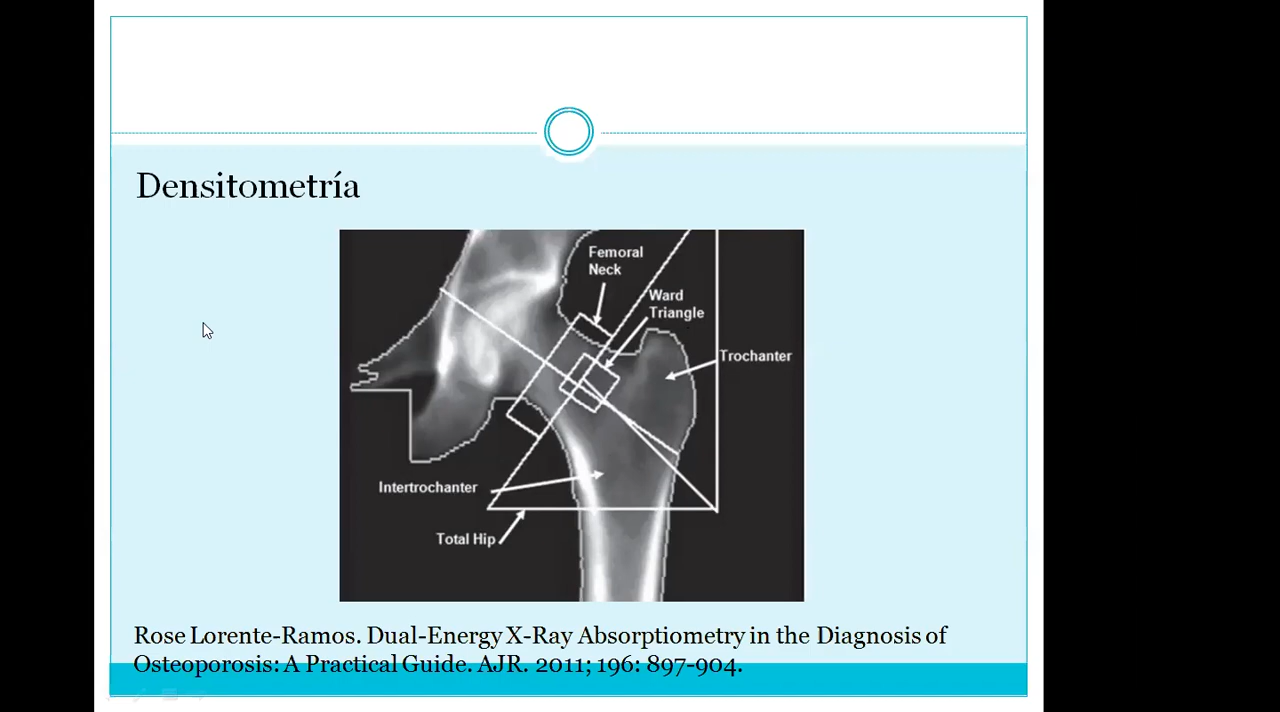 Densitometría
Femoral
Neck
Ward
Triangle
Trochanter
Intertrochanter
Total Hip
Rose Lorente-Ramos. Dual-Energy X-Ray Absorptiometry in the Diagnosis of
Osteoporosis: A Practical Guide. AJR. 2011; 196: 897-904.